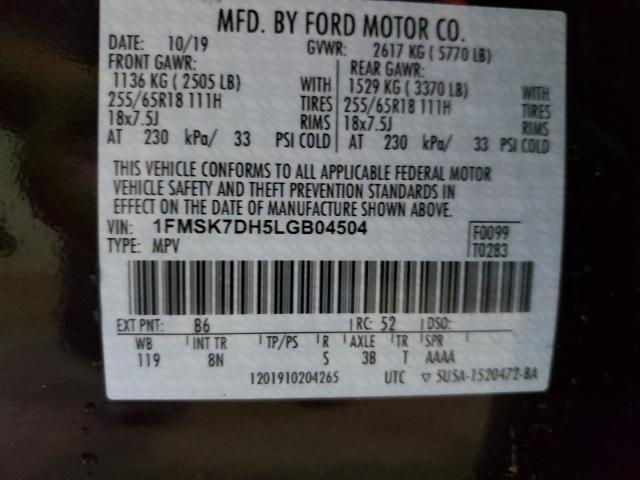 MFD. BY FORD MOTOR CO.
DATE: 10/19 GVWR: 2617 KG ( 5770 LB)
FRONT GAWR: REAR GAWR:
1136 KG ( 2505 LB) WITH 1529 KG ( 3370 LB) WITH
255/65R18 111H TIRES 255/65R18 111H TIRES
18x7.5J RIMS 18x7.5J RIMS
AT 230 kPa/ 33 PSI COLD AT 230 kPa/ 33 PSI COLD
THIS VEHICLE CONFORMS TO ALL APPLICABLE FEDERAL MOTOR
VEHICLE SAFETY AND THEFT PREVENTION STANDARDS IN
EFFECT ON THE DATE OF MANUFACTURE SHOWN ABOVE.
VIN: 1FMSK7DH5LGB04504 F0099
TYPE: MPV T0283
EXT PNT: B6 RC: 52 DSO:
WB INT TR TP/PS R AXLE TR SPR
119 8N S 3B T AAAA
1201910204265 UTC ▽ 5U5A-1520472-BA